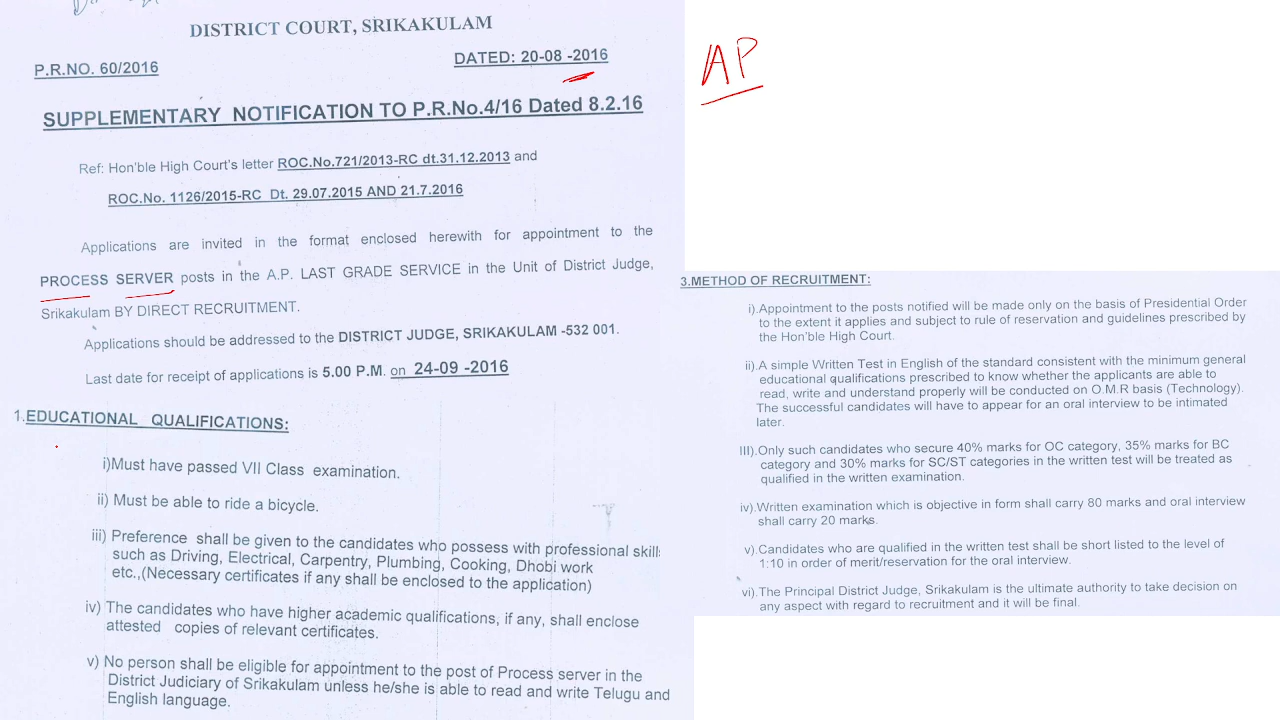 DISTRICT COURT, SRIKAKULAM
P.R.NO. 60/2016
DATED: 20-08 -2016
SUPPLEMENTARY NOTIFICATION TO P.R.No.4/16 Dated 8.2.16
Ref: Hon'ble High Court's letter ROC.No.721/2013-RC dt.31.12.2013 and
ROC.No. 1126/2015-RC Dt. 29.07.2015 AND 21.7.2016
Applications are invited in the format enclosed herewith for appointment to the
PROCESS SERVER posts in the A.P. LAST GRADE SERVICE in the Unit of District Judge,
Srikakulam BY DIRECT RECRUITMENT.
Applications should be addressed to the DISTRICT JUDGE, SRIKAKULAM -532 001.
Last date for receipt of applications is 5.00 P.M. on 24-09 -2016
1.EDUCATIONAL QUALIFICATIONS:
i)Must have passed VII Class examination.
ii) Must be able to ride a bicycle.
iii) Preference shall be given to the candidates who possess with professional skill
such as Driving, Electrical, Carpentry, Plumbing, Cooking, Dhobi work
etc.,(Necessary certificates if any shall be enclosed to the application)
iv) The candidates who have higher academic qualifications, if any, shall enclose
attested copies of relevant certificates.
v) No person shall be eligible for appointment to the post of Process server in the
District Judiciary of Srikakulam unless he/she is able to read and write Telugu and
English language.
AP
3.METHOD OF RECRUITMENT:
i).Appointment to the posts notified will be made only on the basis of Presidential Order
to the extent it applies and subject to rule of reservation and guidelines prescribed by
the Hon'ble High Court.
ii).A simple Written Test in English of the standard consistent with the minimum general
educational qualifications prescribed to know whether the applicants are able to
read, write and understand properly will be conducted on O.M.R basis (Technology).
The successful candidates will have to appear for an oral interview to be intimated
later.
III).Only such candidates who secure 40% marks for OC category, 35% marks for BC
category and 30% marks for SC/ST categories in the written test will be treated as
qualified in the written examination.
iv).Written examination which is objective in form shall carry 80 marks and oral interview
shall carry 20 marks.
v).Candidates who are qualified in the written test shall be short listed to the level of
1:10 in order of merit/reservation for the oral interview.
vi).The Principal District Judge, Srikakulam is the ultimate authority to take decision on
any aspect with regard to recruitment and it will be final.